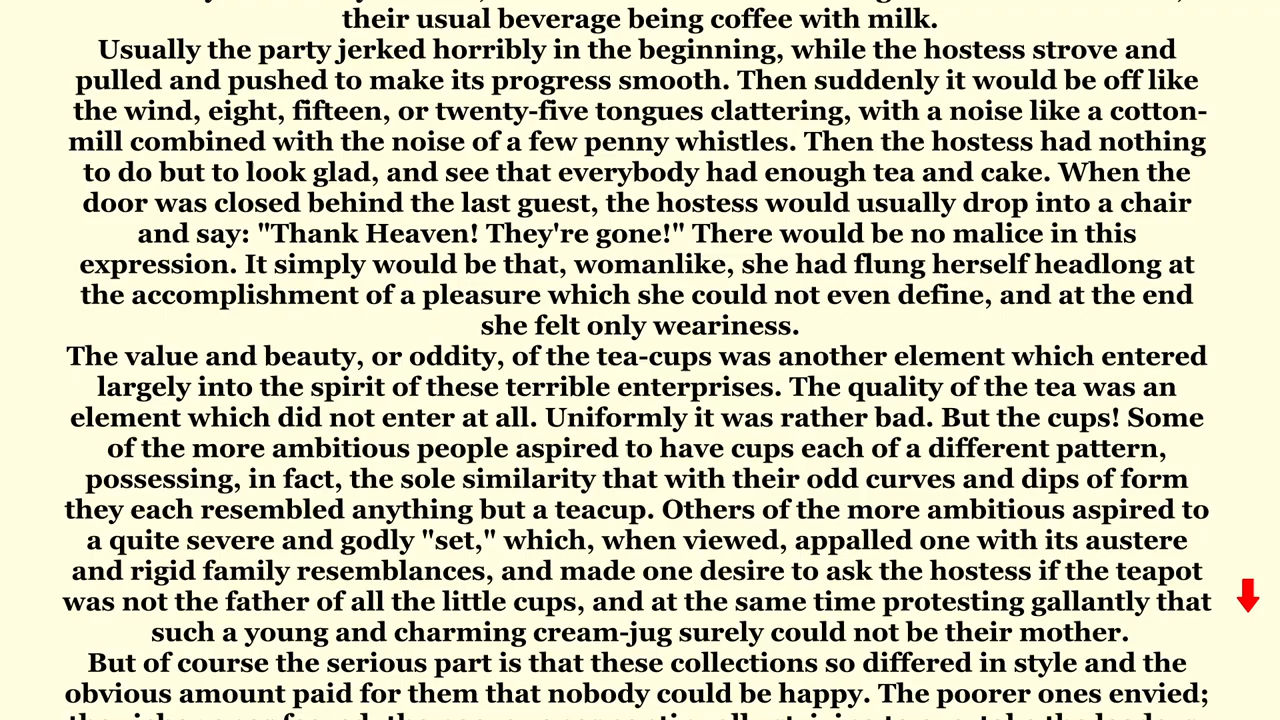 their usual beverage being coffee with milk.
Usually the party jerked horribly in the beginning, while the hostess strove and
pulled and pushed to make its progress smooth. Then suddenly it would be off like
the wind, eight, fifteen, or twenty-five tongues clattering, with a noise like a cotton-
mill combined with the noise of a few penny whistles. Then the hostess had nothing
to do but to look glad, and see that everybody had enough tea and cake. When the
door was closed behind the last guest, the hostess would usually drop into a chair
and say: "Thank Heaven! They're gone!" There would be no malice in this
expression. It simply would be that, womanlike, she had flung herself headlong at
the accomplishment of a pleasure which she could not even define, and at the end
she felt only weariness.
The value and beauty, or oddity, of the tea-cups was another element which entered
largely into the spirit of these terrible enterprises. The quality of the tea was an
element which did not enter at all. Uniformly it was rather bad. But the cups! Some
of the more ambitious people aspired to have cups each of a different pattern,
possessing, in fact, the sole similarity that with their odd curves and dips of form
they each resembled anything but a teacup. Others of the more ambitious aspired to
a quite severe and godly "set," which, when viewed, appalled one with its austere
and rigid family resemblances, and made one desire to ask the hostess if the teapot
was not the father of all the little cups, and at the same time protesting gallantly that
such a young and charming cream-jug surely could not be their mother.
But of course the serious part is that these collections so differed in style and the
obvious amount paid for them that nobody could be happy. The poorer ones envied;